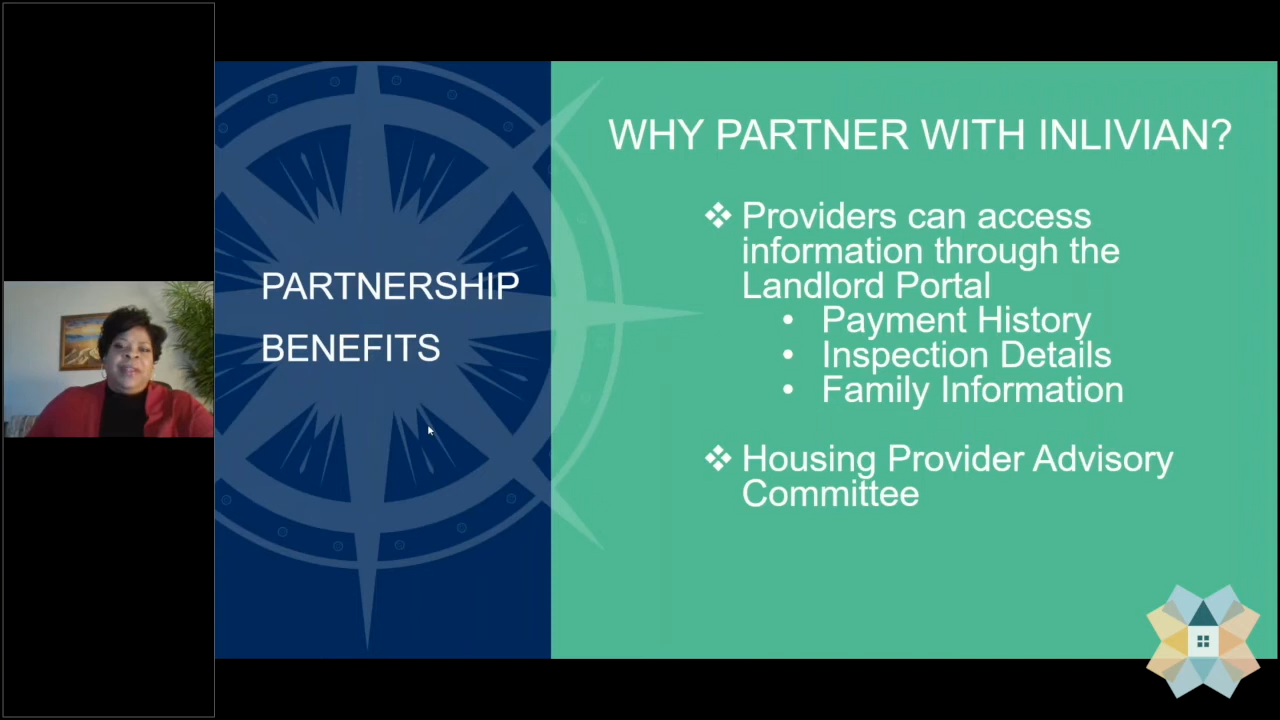 PARTNERSHIP
BENEFITS
WHY PARTNER WITH INLIVIAN?
❖ Providers can access
information through the
Landlord Portal
• Payment History
• Inspection Details
• Family Information
❖ Housing Provider Advisory
Committee